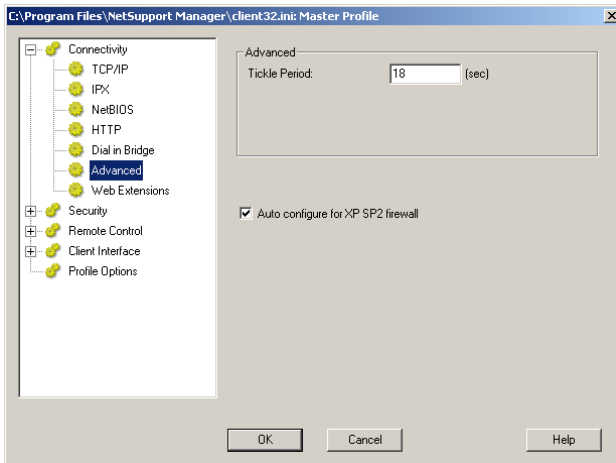 C:\Program Files\NetSupport Manager\client32.ini: Master Profile
Connectivity
TCP/IP
IPX
NetBIOS
HTTP
Dial in Bridge
Advanced
Web Extensions
Security
Remote Control
Client Interface
Profile Options
Advanced
Tickle Period: 18 (sec)
Auto configure for XP SP2 firewall
OK Cancel Help